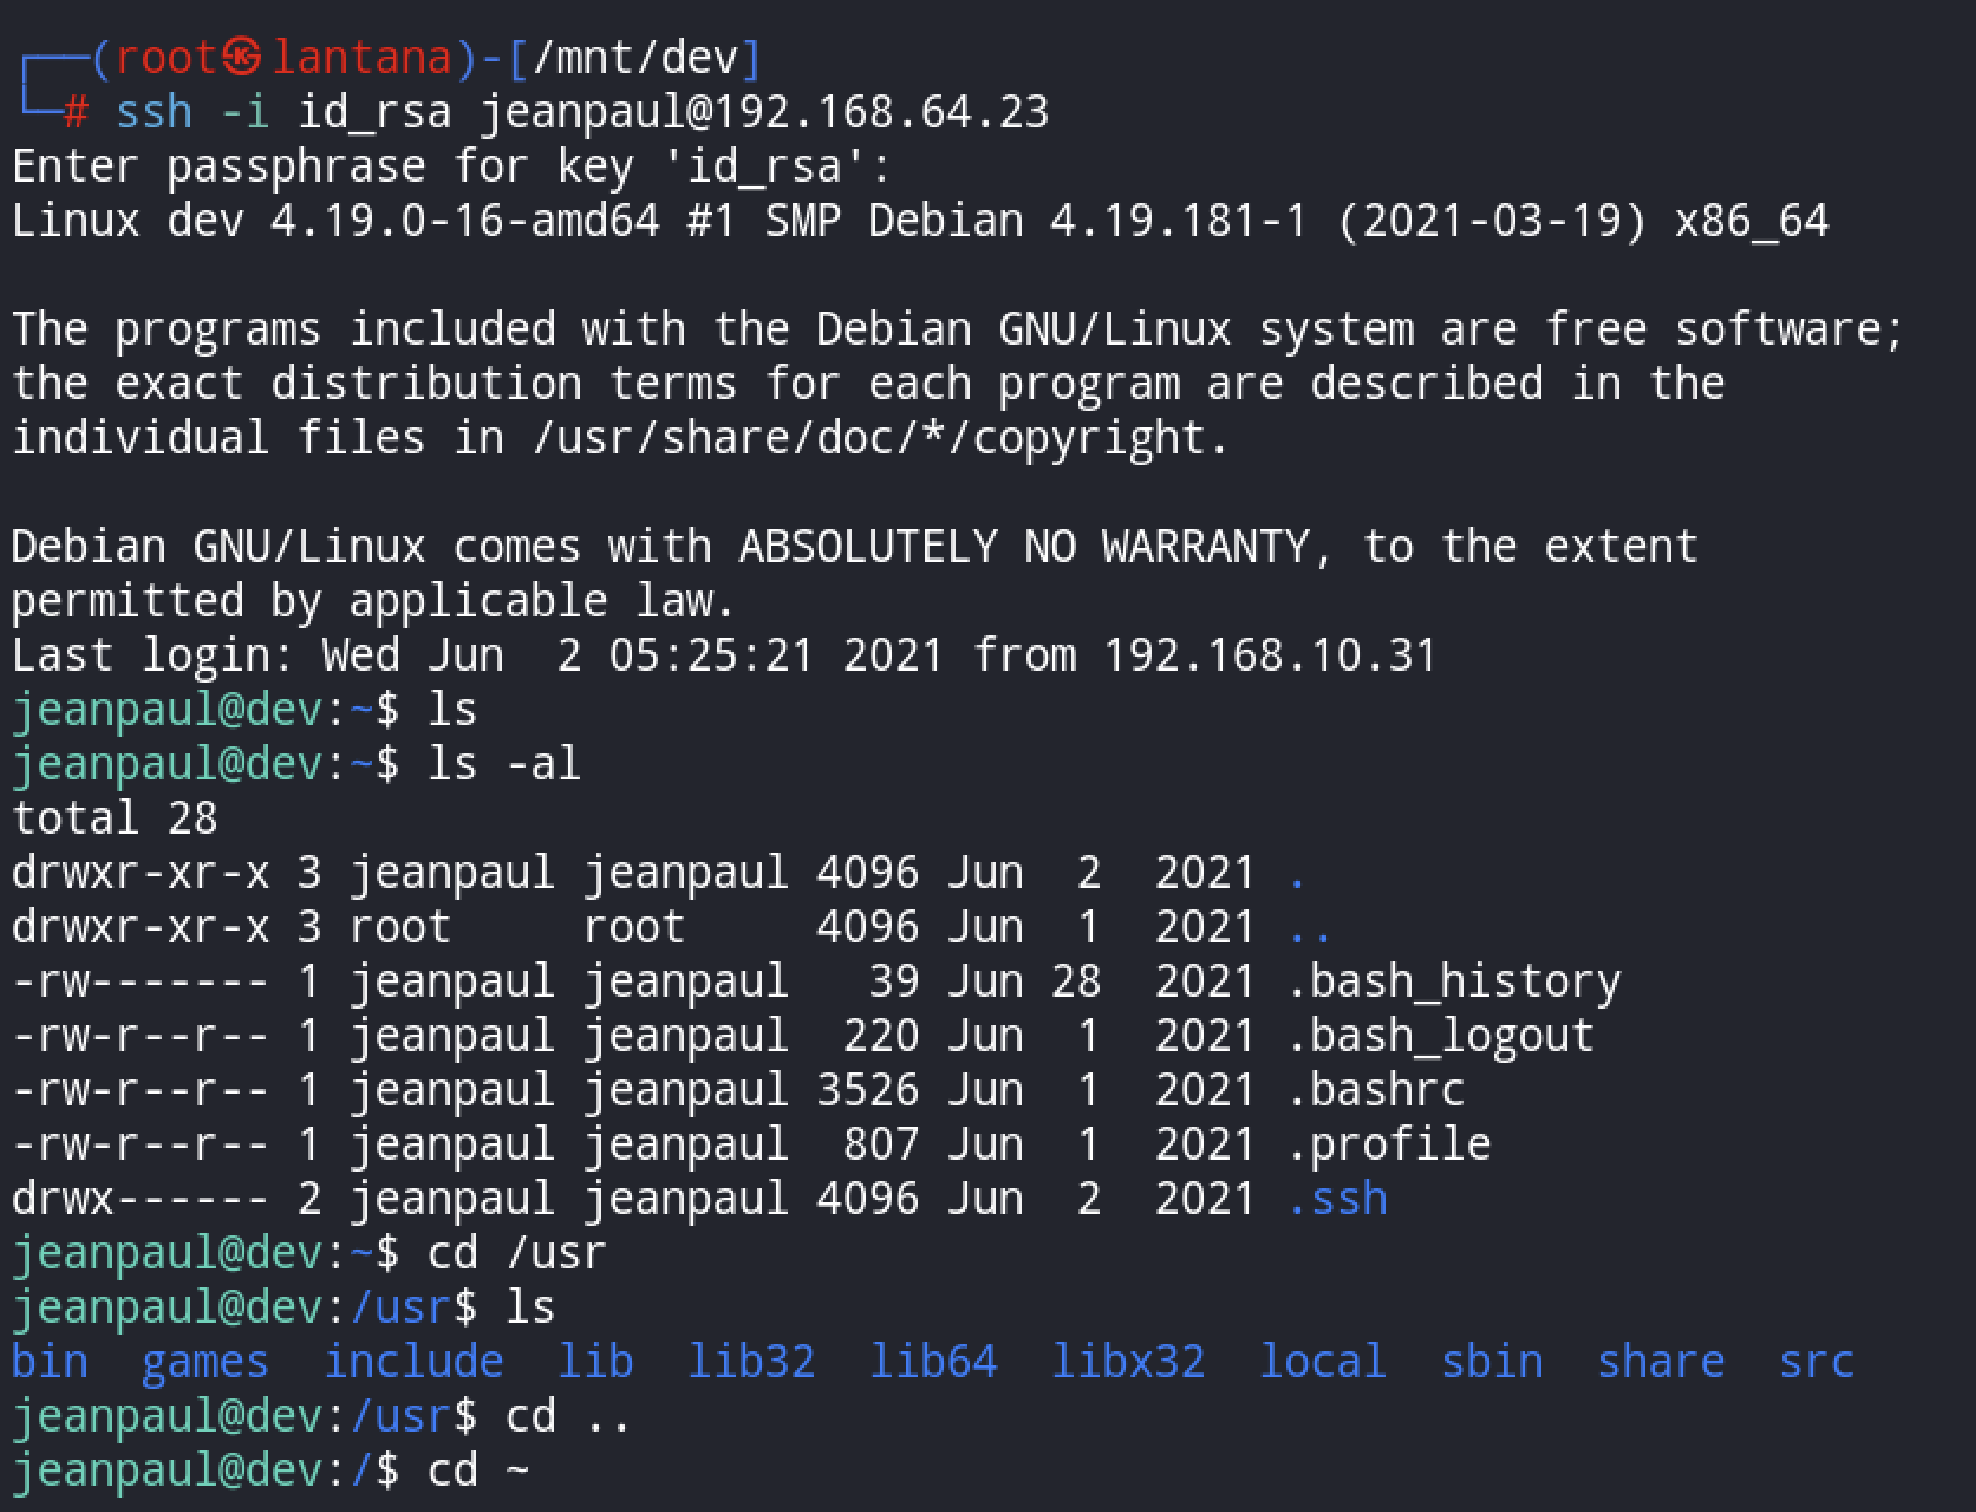 ┌──(root㉿lantana)-[/mnt/dev]
└─# ssh -i id_rsa jeanpaul@192.168.64.23
Enter passphrase for key 'id_rsa':
Linux dev 4.19.0-16-amd64 #1 SMP Debian 4.19.181-1 (2021-03-19) x86_64

The programs included with the Debian GNU/Linux system are free software;
the exact distribution terms for each program are described in the
individual files in /usr/share/doc/*/copyright.

Debian GNU/Linux comes with ABSOLUTELY NO WARRANTY, to the extent
permitted by applicable law.
Last login: Wed Jun  2 05:25:21 2021 from 192.168.10.31
jeanpaul@dev:~$ ls
jeanpaul@dev:~$ ls -al
total 28
drwxr-xr-x 3 jeanpaul jeanpaul 4096 Jun  2  2021 .
drwxr-xr-x 3 root     root     4096 Jun  1  2021 ..
-rw------- 1 jeanpaul jeanpaul   39 Jun 28  2021 .bash_history
-rw-r--r-- 1 jeanpaul jeanpaul  220 Jun  1  2021 .bash_logout
-rw-r--r-- 1 jeanpaul jeanpaul 3526 Jun  1  2021 .bashrc
-rw-r--r-- 1 jeanpaul jeanpaul  807 Jun  1  2021 .profile
drwx------ 2 jeanpaul jeanpaul 4096 Jun  2  2021 .ssh
jeanpaul@dev:~$ cd /usr
jeanpaul@dev:/usr$ ls
bin  games  include  lib  lib32  lib64  libx32  local  sbin  share  src
jeanpaul@dev:/usr$ cd ..
jeanpaul@dev:/$ cd ~